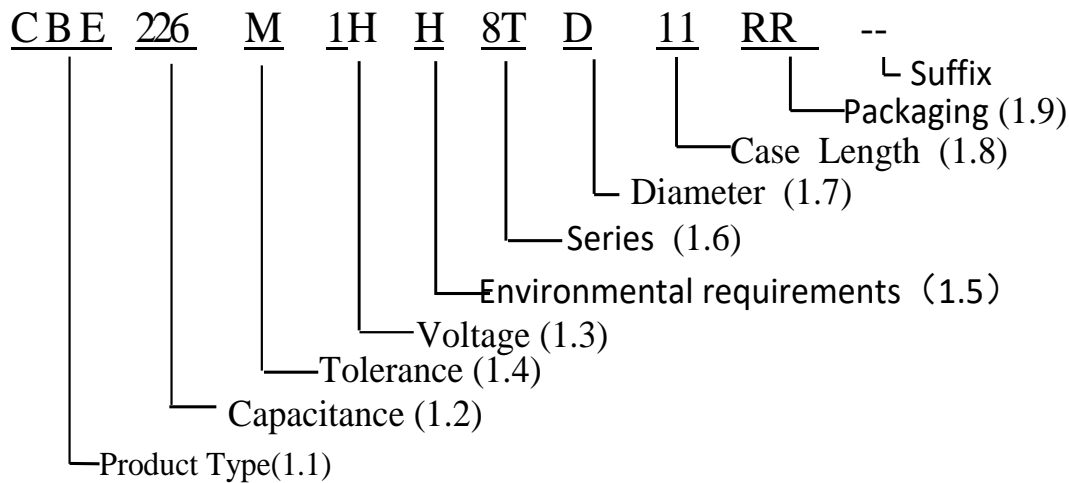 CBE 226 M 1H H 8T D 11 RR --
Suffix
Packaging (1.9)
Case Length (1.8)
Diameter (1.7)
Series (1.6)
Environmental requirements（1.5）
Voltage (1.3)
Tolerance (1.4)
Capacitance (1.2)
Product Type(1.1)